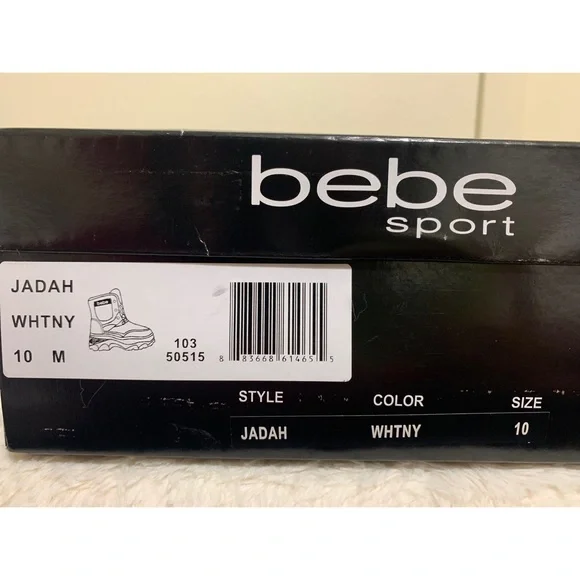 bebe
sport
JADAH
WHTNY
10 M
103
50515
8 83668 61465 5
STYLE COLOR SIZE
JADAH WHTNY 10